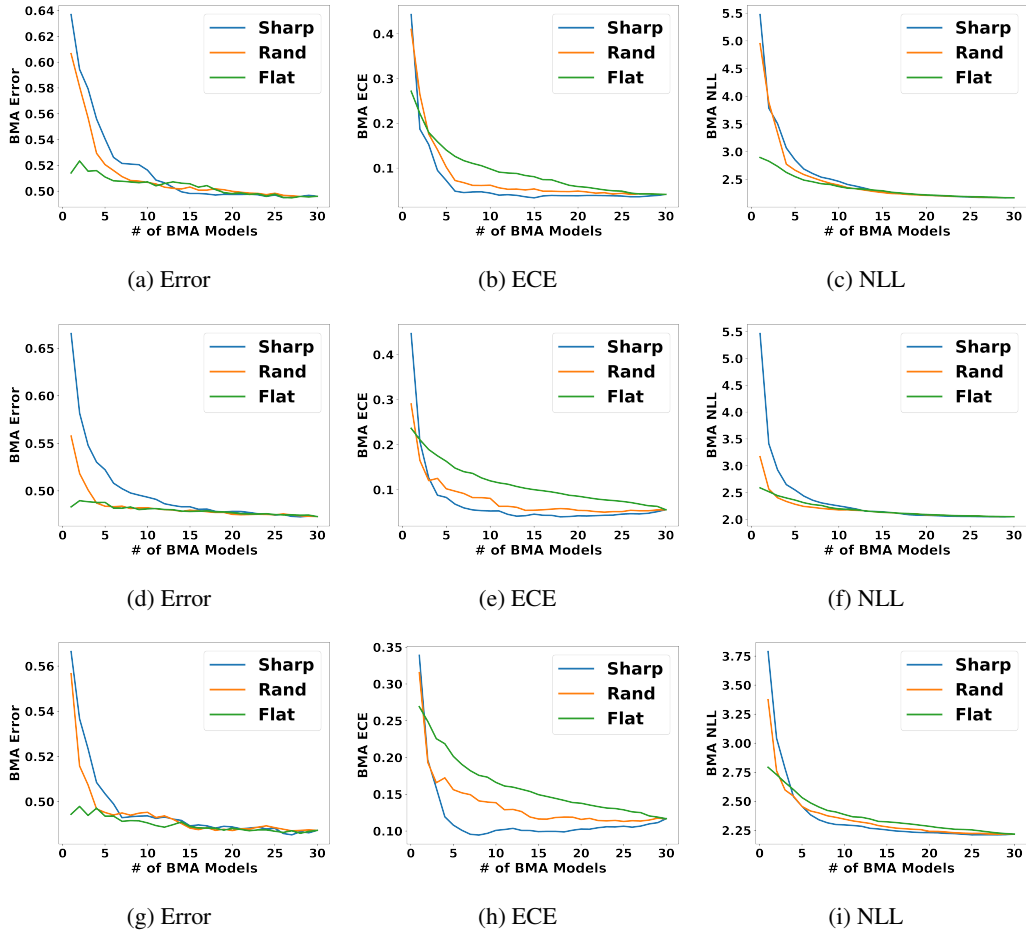 0.64
0.62
0.60
0.58
0.56
0.54
0.52
0.50
BMA Error
Sharp
Rand
Flat
0 5 10 15 20 25 30
# of BMA Models
(a) Error
0.4
0.3
0.2
0.1
BMA ECE
Sharp
Rand
Flat
0 5 10 15 20 25 30
# of BMA Models
(b) ECE
5.5
5.0
4.5
4.0
3.5
3.0
2.5
BMA NLL
Sharp
Rand
Flat
0 5 10 15 20 25 30
# of BMA Models
(c) NLL
0.65
0.60
0.55
0.50
BMA Error
Sharp
Rand
Flat
0 5 10 15 20 25 30
# of BMA Models
(d) Error
0.4
0.3
0.2
0.1
BMA ECE
Sharp
Rand
Flat
0 5 10 15 20 25 30
# of BMA Models
(e) ECE
5.5
5.0
4.5
4.0
3.5
3.0
2.5
2.0
BMA NLL
Sharp
Rand
Flat
0 5 10 15 20 25 30
# of BMA Models
(f) NLL
0.56
0.54
0.52
0.50
BMA Error
Sharp
Rand
Flat
0 5 10 15 20 25 30
# of BMA Models
(g) Error
0.35
0.30
0.25
0.20
0.15
0.10
BMA ECE
Sharp
Rand
Flat
0 5 10 15 20 25 30
# of BMA Models
(h) ECE
3.75
3.50
3.25
3.00
2.75
2.50
2.25
BMA NLL
Sharp
Rand
Flat
0 5 10 15 20 25 30
# of BMA Models
(i) NLL